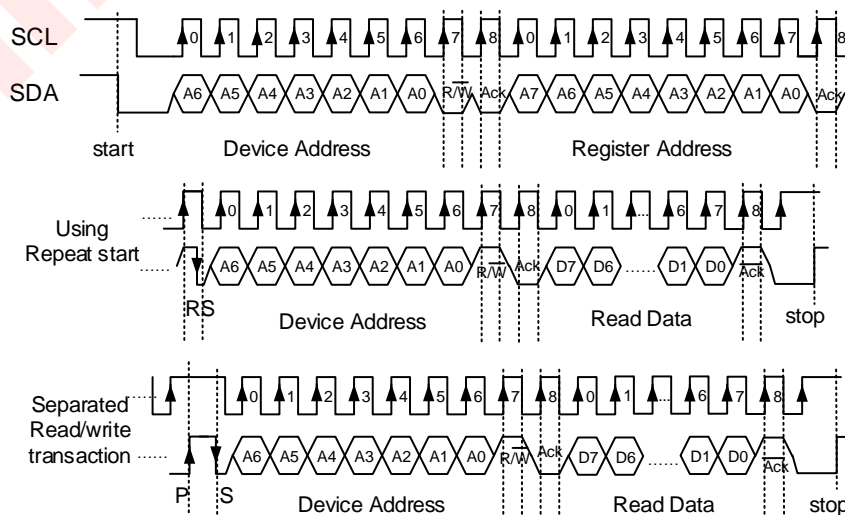 SCL 0 1 2 3 4 5 6 7 8 0 1 2 3 4 5 6 7 8
SDA A6 A5 A4 A3 A2 A1 A0 R/W Ack A7 A6 A5 A4 A3 A2 A1 A0 Ack
start Device Address Register Address
0 1 2 3 4 5 6 7 8 0 1 ... 6 7 8
Using
Repeat start
...... A6 A5 A4 A3 A2 A1 A0 R/W Ack D7 D6 ...... D1 D0 Ack
RS Device Address Read Data stop
0 1 2 3 4 5 6 7 8 0 1 ... 6 7 8
Separated
Read/write
transaction
...... A6 A5 A4 A3 A2 A1 A0 R/W Ack D7 D6 ...... D1 D0 Ack
P S Device Address Read Data stop